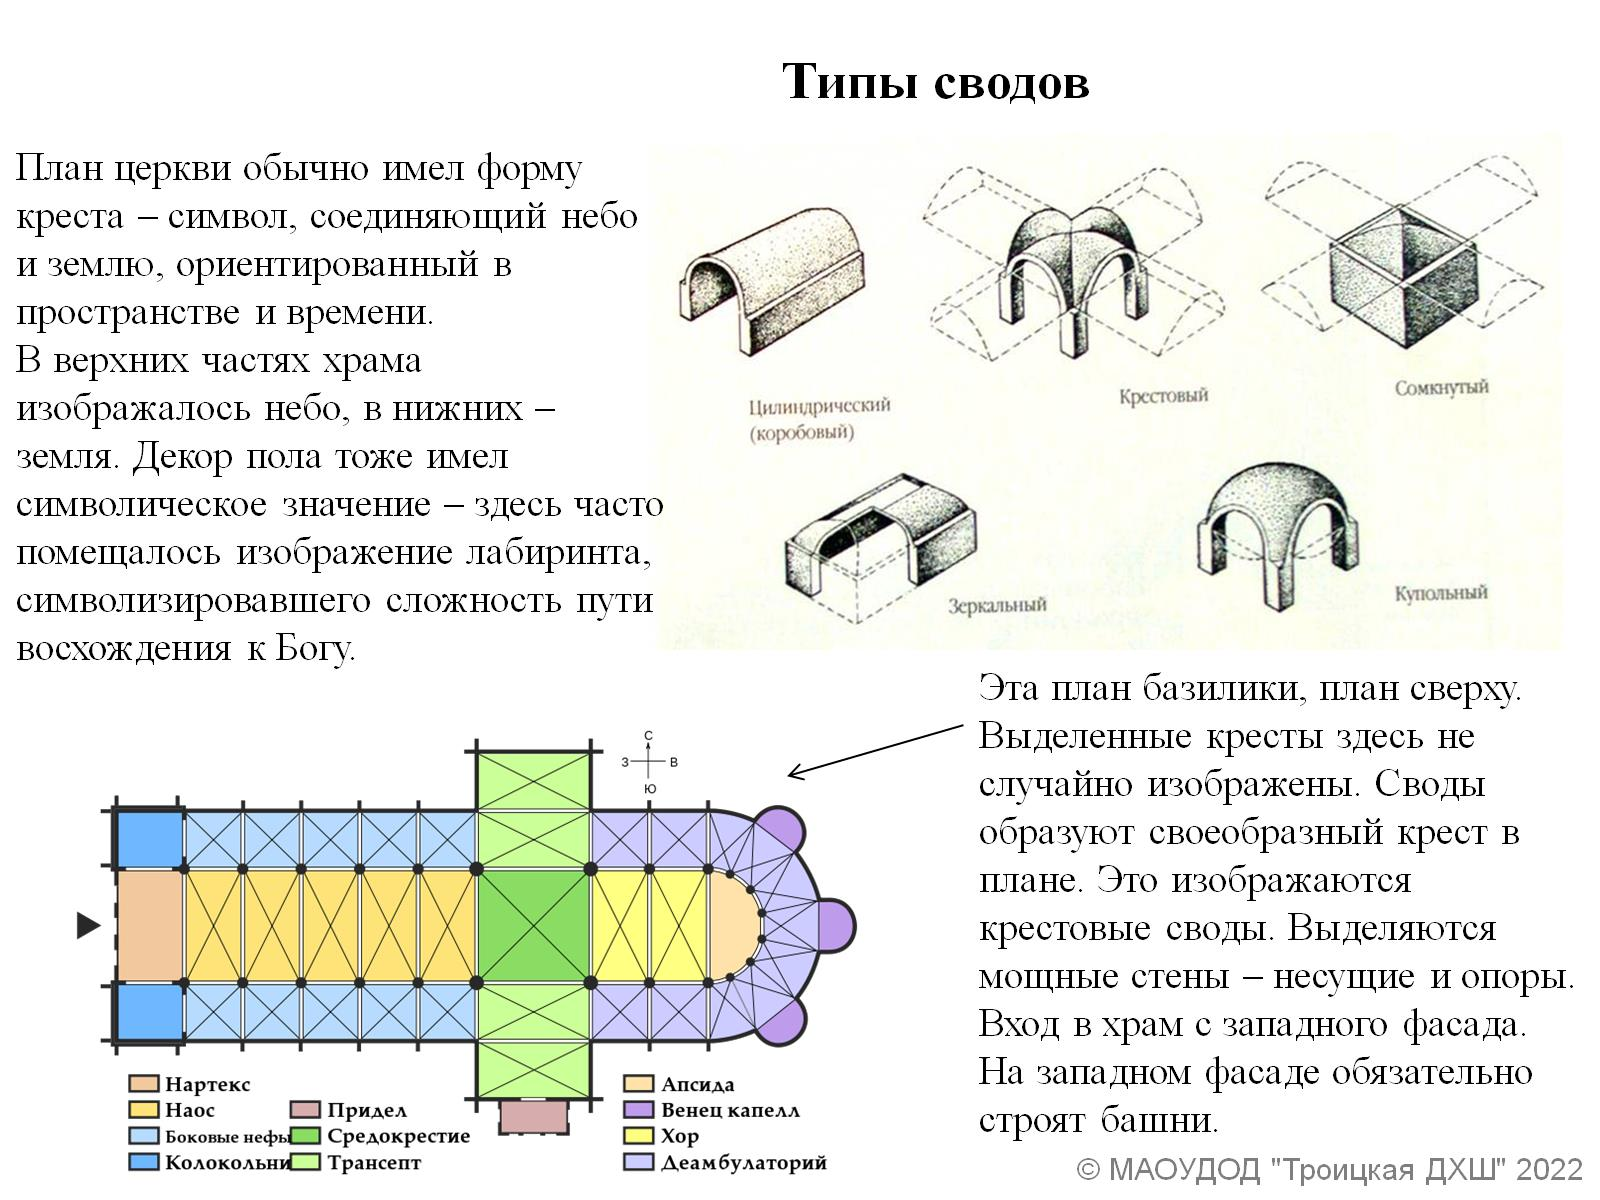 Типы сводов
План церкви обычно имел форму
креста – символ, соединяющий небо
и землю, ориентированный в
пространстве и времени.
В верхних частях храма
изображалось небо, в нижних –
земля. Декор пола тоже имел
символическое значение – здесь часто
помещалось изображение лабиринта,
символизировавшего сложность пути
восхождения к Богу.
Цилиндрический
(коробовый)
Крестовый
Сомкнутый
Зеркальный
Купольный
Эта план базилики, план сверху.
Выделенные кресты здесь не
случайно изображены. Своды
образуют своеобразный крест в
плане. Это изображаются
крестовые своды. Выделяются
мощные стены – несущие и опоры.
Вход в храм с западного фасада.
На западном фасаде обязательно
строят башни.
С
З В
Ю
Нартекс
Наос
Боковые нефы
Колокольни
Придел
Средокрестие
Трансепт
Апсида
Венец капелл
Хор
Деамбулаторий
© МАОУДОД "Троицкая ДХШ" 2022